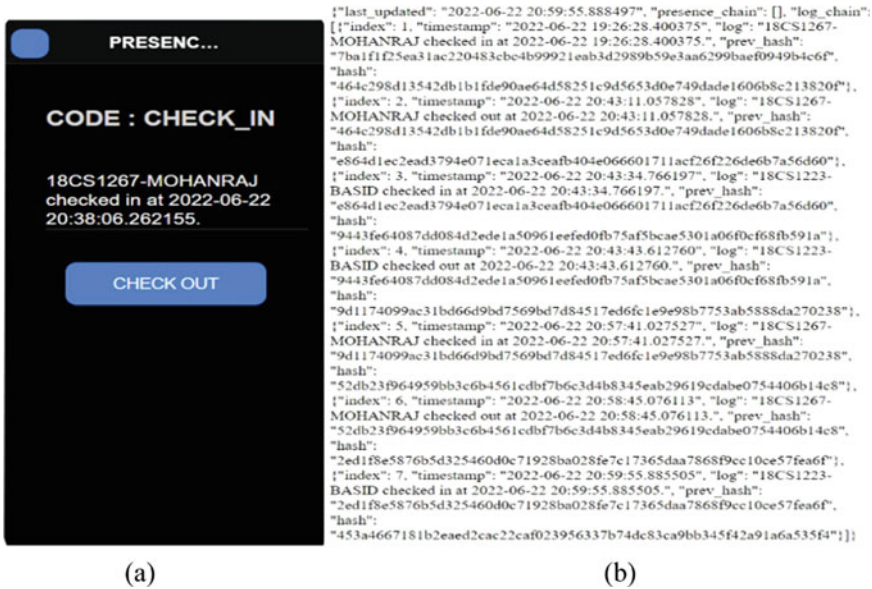 PRESENC...
CODE : CHECK_IN
18CS1267-MOHANRAJ
checked in at 2022-06-22
20:38:06.262155.
CHECK OUT
{"last_updated": "2022-06-22 20:59:55.888497", "presence_chain": [], "log_chain":
[{"index": 1, "timestamp": "2022-06-22 19:26:28.400375", "log": "18CS1267-
MOHANRAJ checked in at 2022-06-22 19:26:28.400375.", "prev_hash":
"7ba1f1f25ea31ac220483cbc4b99921eab3d2989b59e3aa6299baef0949b4c6f",
"hash":
"464c298d13542db1b1fde90ae64d58251c9d5653d0e749dade1606b8c213820f"},
{"index": 2, "timestamp": "2022-06-22 20:43:11.057828", "log": "18CS1267-
MOHANRAJ checked out at 2022-06-22 20:43:11.057828.", "prev_hash":
"464c298d13542db1b1fde90ae64d58251c9d5653d0e749dade1606b8c213820f",
"hash":
"e864d1ec2ead3794e071eca1a3ceafb404e066601711acf26f226de6b7a56d60"},
{"index": 3, "timestamp": "2022-06-22 20:43:34.766197", "log": "18CS1223-
BASID checked in at 2022-06-22 20:43:34.766197.", "prev_hash":
"e864d1ec2ead3794e071eca1a3ceafb404e066601711acf26f226de6b7a56d60",
"hash":
"9443fe64087dd084d2ede1a50961eefed0fb75af5bcae5301a06f0cf68fb591a"},
{"index": 4, "timestamp": "2022-06-22 20:43:43.612760", "log": "18CS1223-
BASID checked out at 2022-06-22 20:43:43.612760.", "prev_hash":
"9443fe64087dd084d2ede1a50961eefed0fb75af5bcae5301a06f0cf68fb591a",
"hash":
"9d1174099ac31bd66d9bd7569bd7d84517ed6fc1e9e98b7753ab5888da270238"},
{"index": 5, "timestamp": "2022-06-22 20:57:41.027527", "log": "18CS1267-
MOHANRAJ checked in at 2022-06-22 20:57:41.027527.", "prev_hash":
"9d1174099ac31bd66d9bd7569bd7d84517ed6fc1e9e98b7753ab5888da270238",
"hash":
"52db23f964959bb3c6b4561cdbf7b6c3d4b8345eab29619cdabe0754406b14c8"},
{"index": 6, "timestamp": "2022-06-22 20:58:45.076113", "log": "18CS1267-
MOHANRAJ checked out at 2022-06-22 20:58:45.076113.", "prev_hash":
"52db23f964959bb3c6b4561cdbf7b6c3d4b8345eab29619cdabe0754406b14c8",
"hash":
"2ed1f8e5876b5d325460d0c71928ba028fe7c17365daa7868f9cc10ce57fea6f"},
{"index": 7, "timestamp": "2022-06-22 20:59:55.885505", "log": "18CS1223-
BASID checked in at 2022-06-22 20:59:55.885505.", "prev_hash":
"2ed1f8e5876b5d325460d0c71928ba028fe7c17365daa7868f9cc10ce57fea6f",
"hash":
"453a4667181b2eaed2cac22caf023956337b74dc83ca9bb345f42a91a6a535f4"}]}
(a)
(b)